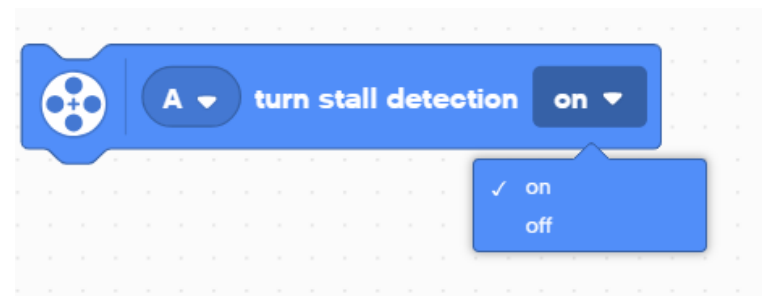 A turn stall detection on
✓ on
off